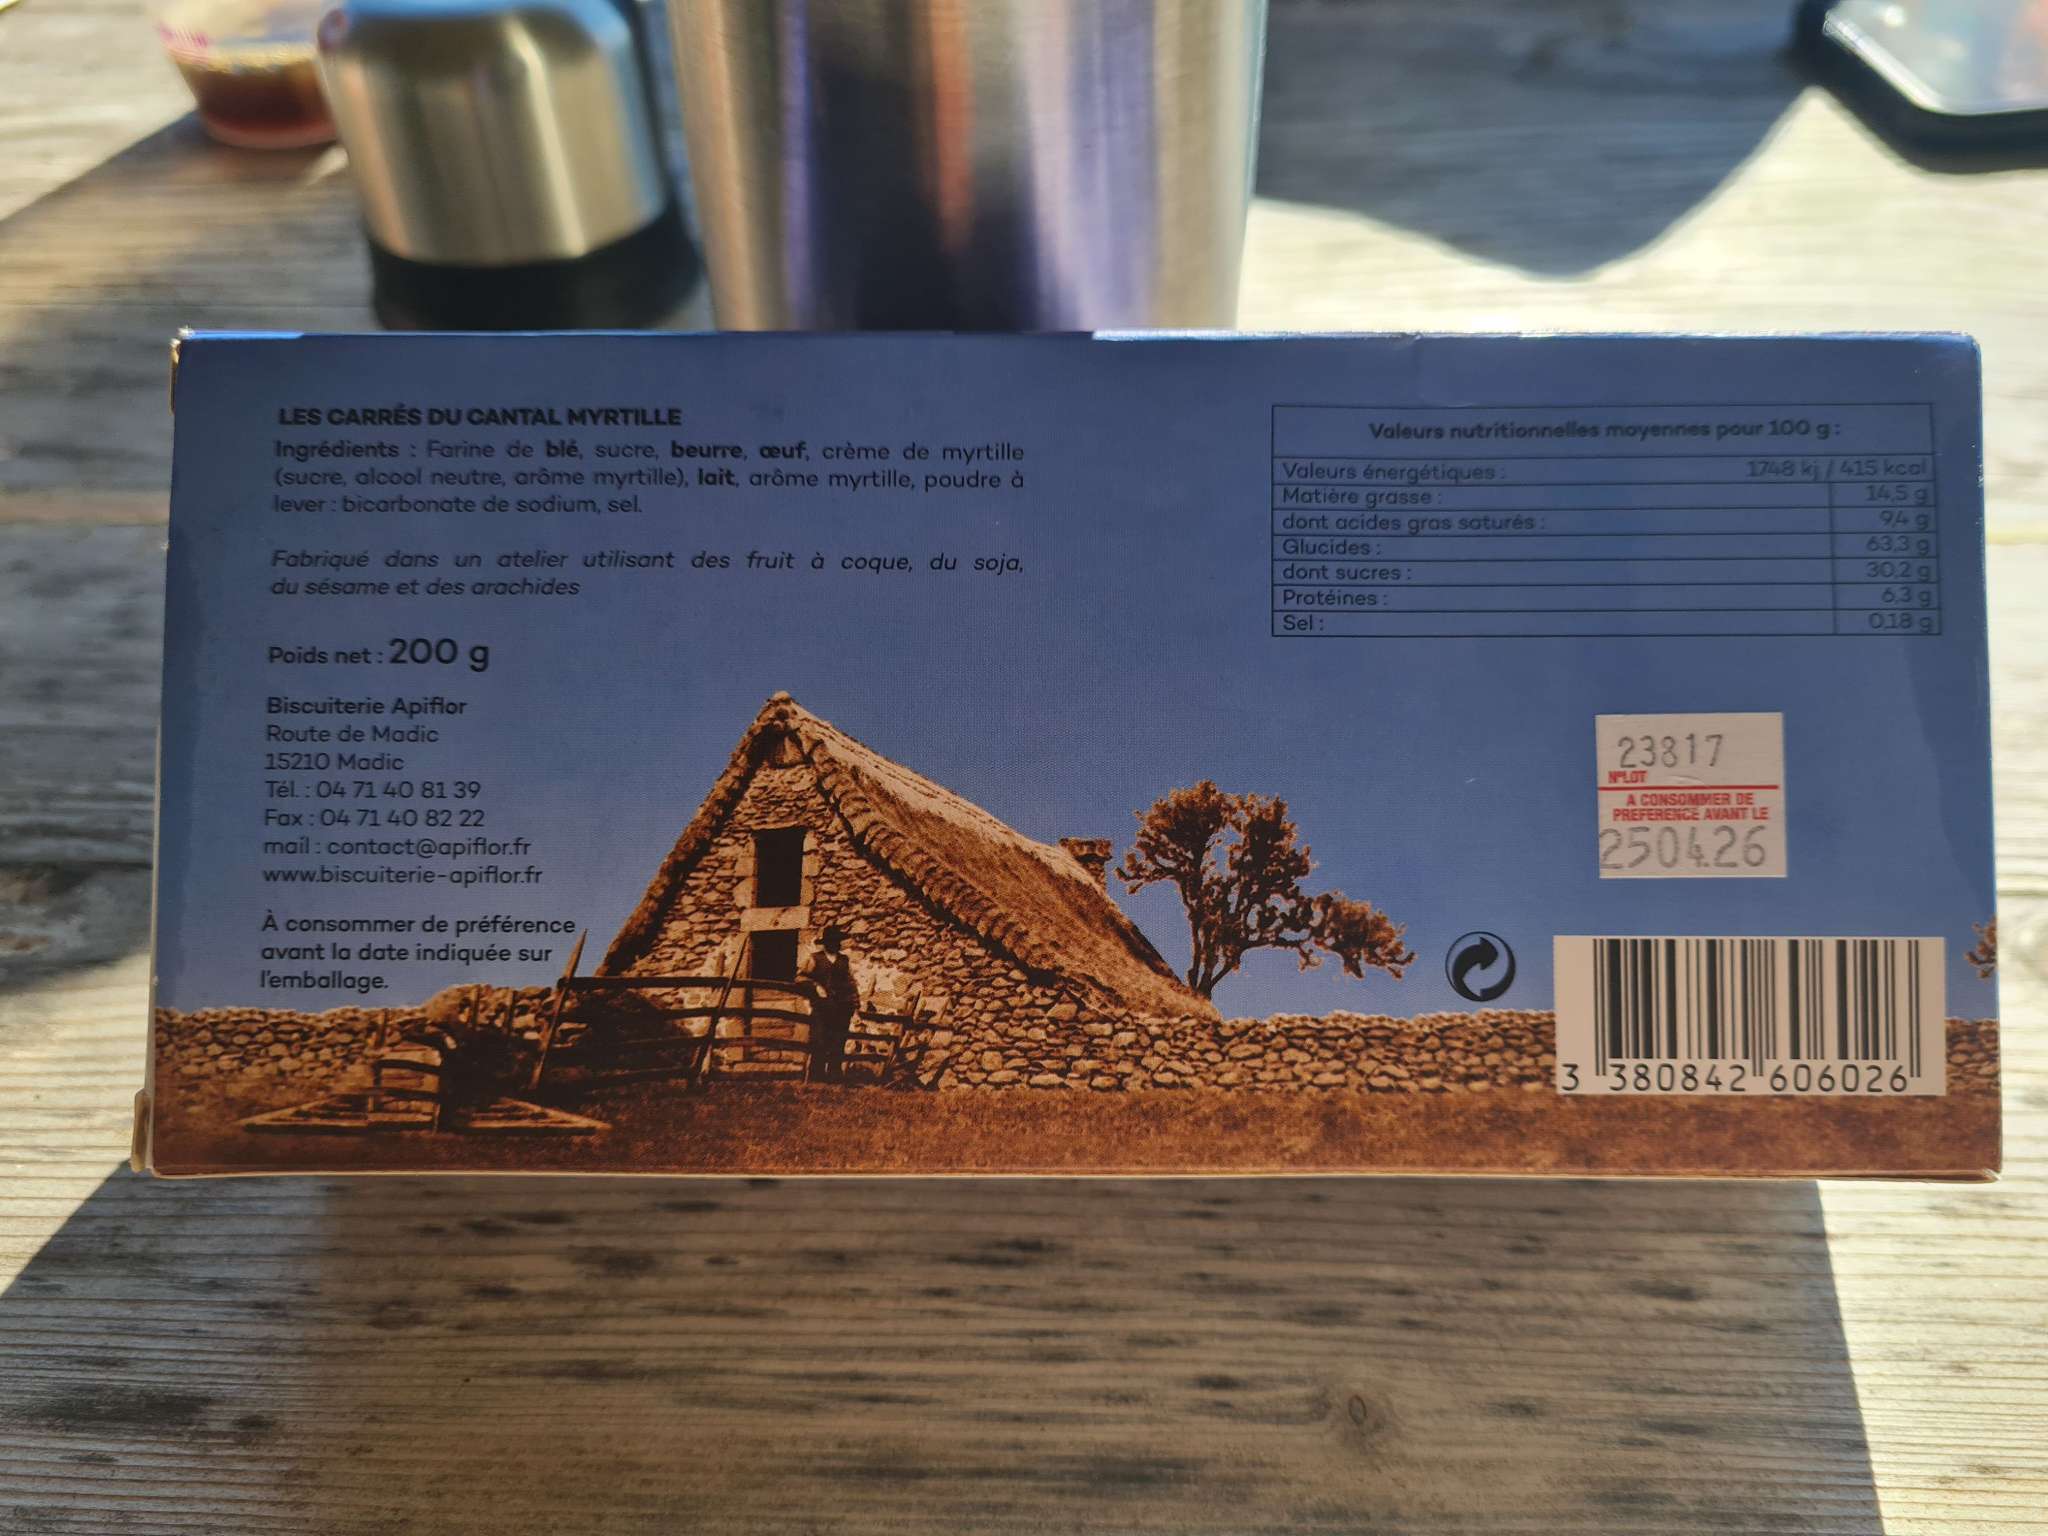 LES CARRÉS DU CANTAL MYRTILLE
Ingrédients : Farine de blé, sucre, beurre, œuf, crème de myrtille
(sucre, alcool neutre, arôme myrtille), lait, arôme myrtille, poudre à
lever : bicarbonate de sodium, sel.
Fabriqué dans un atelier utilisant des fruit à coque, du soja,
du sésame et des arachides
Poids net : 200 g
Biscuiterie Apiflor
Route de Madic
15210 Madic
Tél. : 04 71 40 81 39
Fax : 04 71 40 82 22
mail : contact@apiflor.fr
www.biscuiterie-apiflor.fr
À consommer de préférence
avant la date indiquée sur
l'emballage.
Valeurs nutritionnelles moyennes pour 100 g :
Valeurs énergétiques : 1748 kj / 415 kcal
Matière grasse : 14,5 g
dont acides gras saturés : 9,4 g
Glucides : 63,3 g
dont sucres : 30,2 g
Protéines : 6,3 g
Sel : 0,18 g
23817
N°LOT
A CONSOMMER DE
PREFERENCE AVANT LE
250426
3 380842 606026